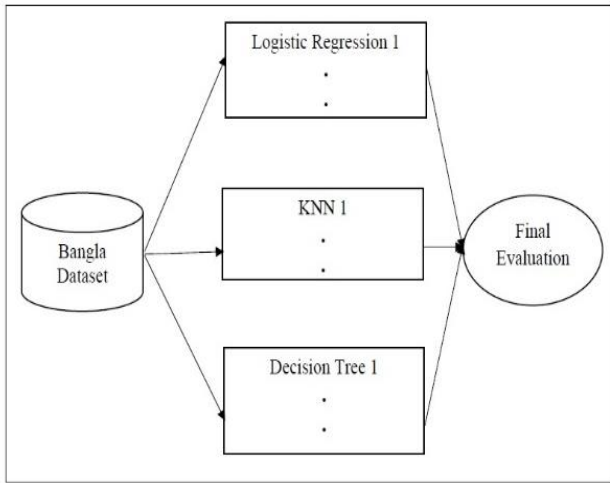 Logistic Regression 1
.
.
Bangla
Dataset
KNN 1
.
.
Final
Evaluation
Decision Tree 1
.
.